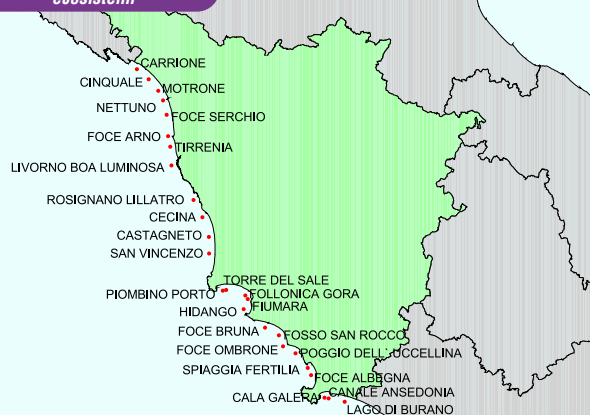 ecosistemi
CARRIONE
CINQUALE
MOTRONE
NETTUNO
FOCE SERCHIO
FOCE ARNO
TIRRENIA
LIVORNO BOA LUMINOSA
ROSIGNANO LILLATRO
CECINA
CASTAGNETO
SAN VINCENZO
TORRE DEL SALE
PIOMBINO PORTO
FOLLONICA GORA
FIUMARA
HIDANGO
FOCE BRUNA
FOSSO SAN ROCCO
FOCE OMBRONE
POGGIO DELL`UCCELLINA
SPIAGGIA FERTILIA
FOCE ALBEGNA
CANALE ANSEDONIA
CALA GALERA
LAGO DI BURANO